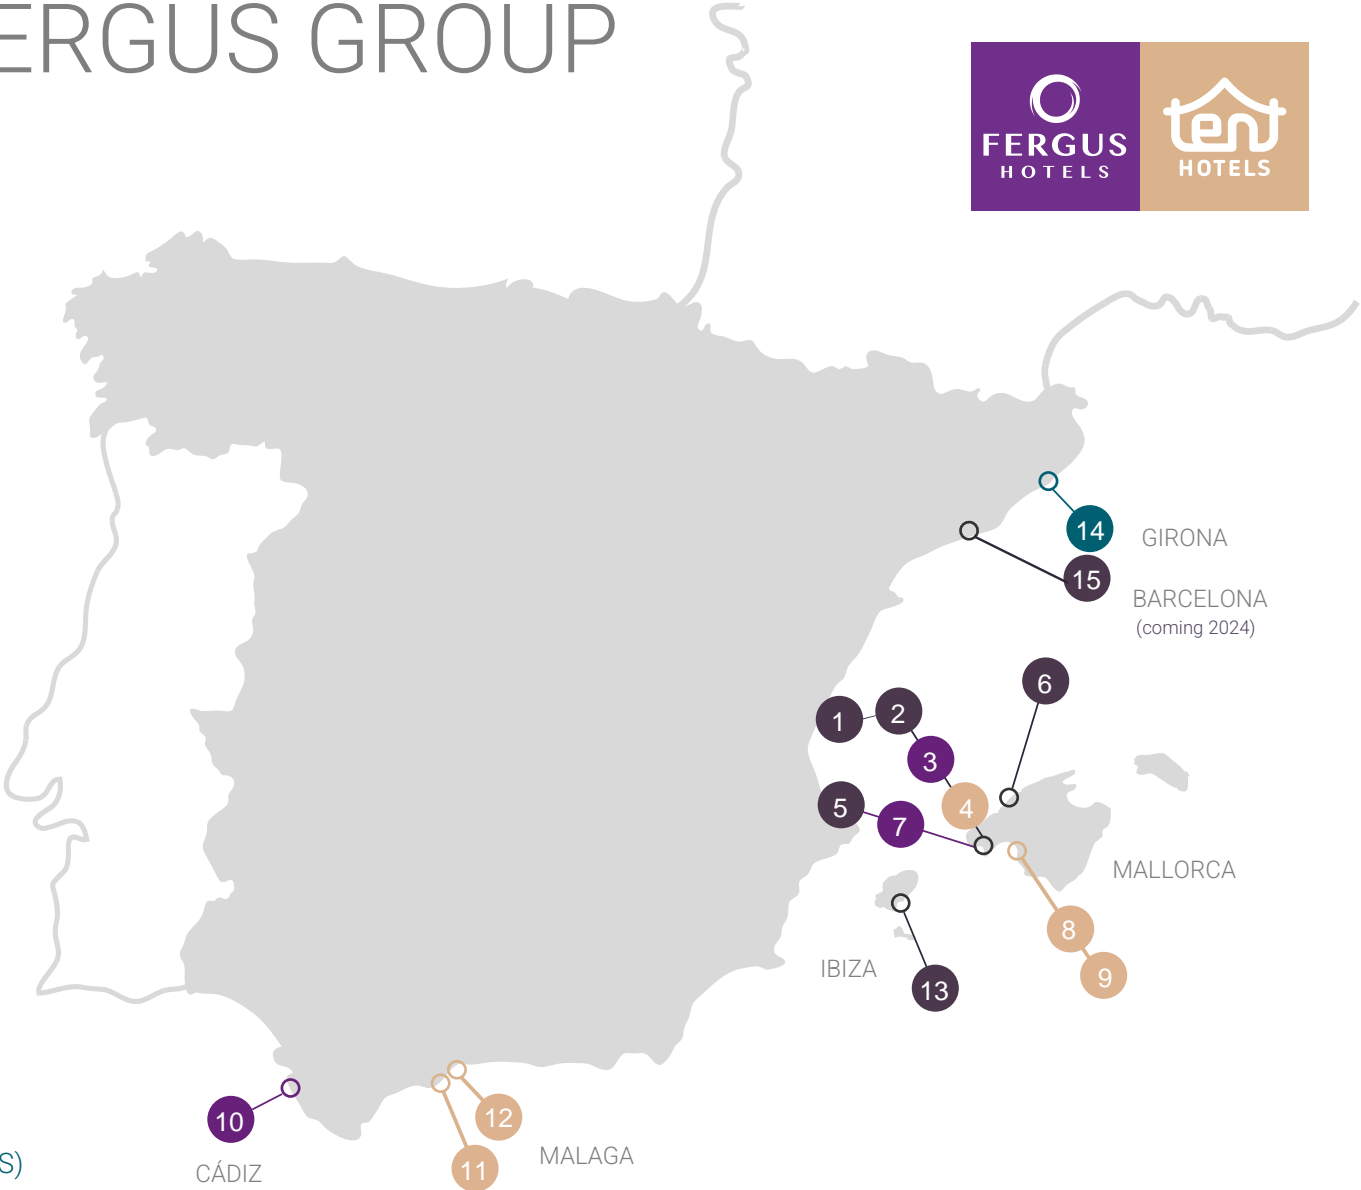 ERGUS GROUP
FERGUS
HOTELS
tent
HOTELS
14
GIRONA
15
BARCELONA
(coming 2024)
6
1
2
3
4
5
7
MALLORCA
8
9
IBIZA
13
10
CÁDIZ
12
11
MALAGA
S)